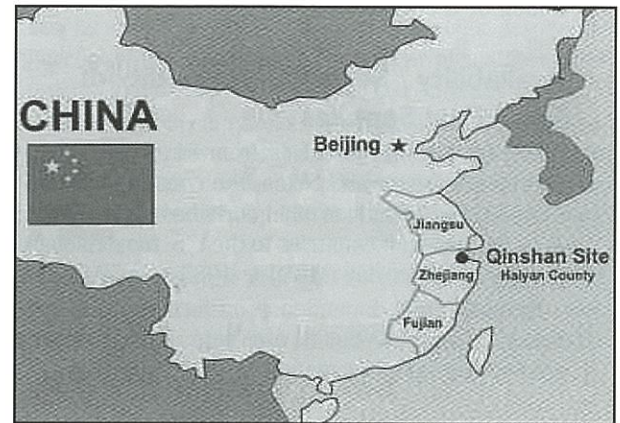 CHINA
Beijing
Jiangsu
Qinshan Site
Haiyan County
Zhejiang
Fujian